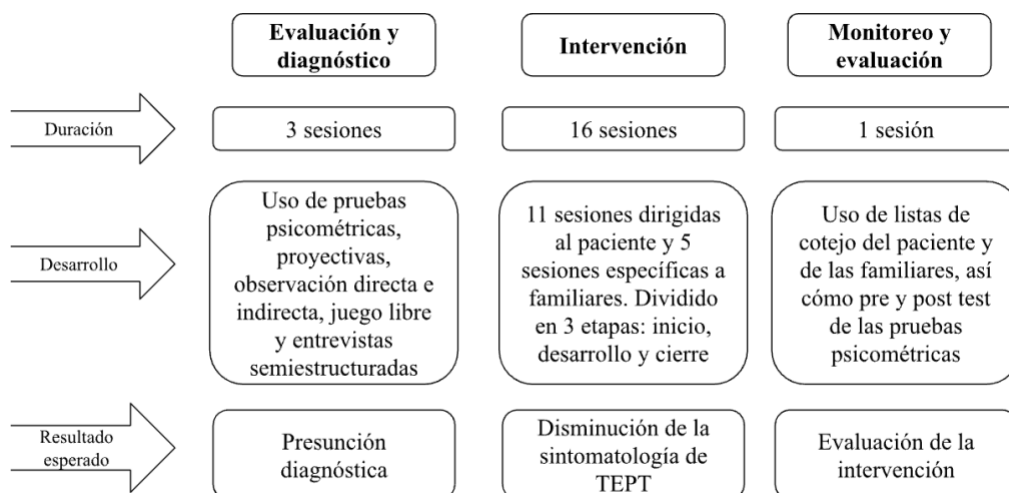 Evaluación y
diagnóstico
Intervención
Monitoreo y
evaluación
Duración
3 sesiones
16 sesiones
1 sesión
Desarrollo
Uso de pruebas
psicométricas,
proyectivas,
observación directa e
indirecta, juego libre
y entrevistas
semiestructuradas
11 sesiones dirigidas
al paciente y 5
sesiones específicas a
familiares. Dividido
en 3 etapas: inicio,
desarrollo y cierre
Uso de listas de
cotejo del paciente y
de las familiares, así
cómo pre y post test
de las pruebas
psicométricas
Resultado
esperado
Presunción
diagnóstica
Disminución de la
sintomatología de
TEPT
Evaluación de la
intervención